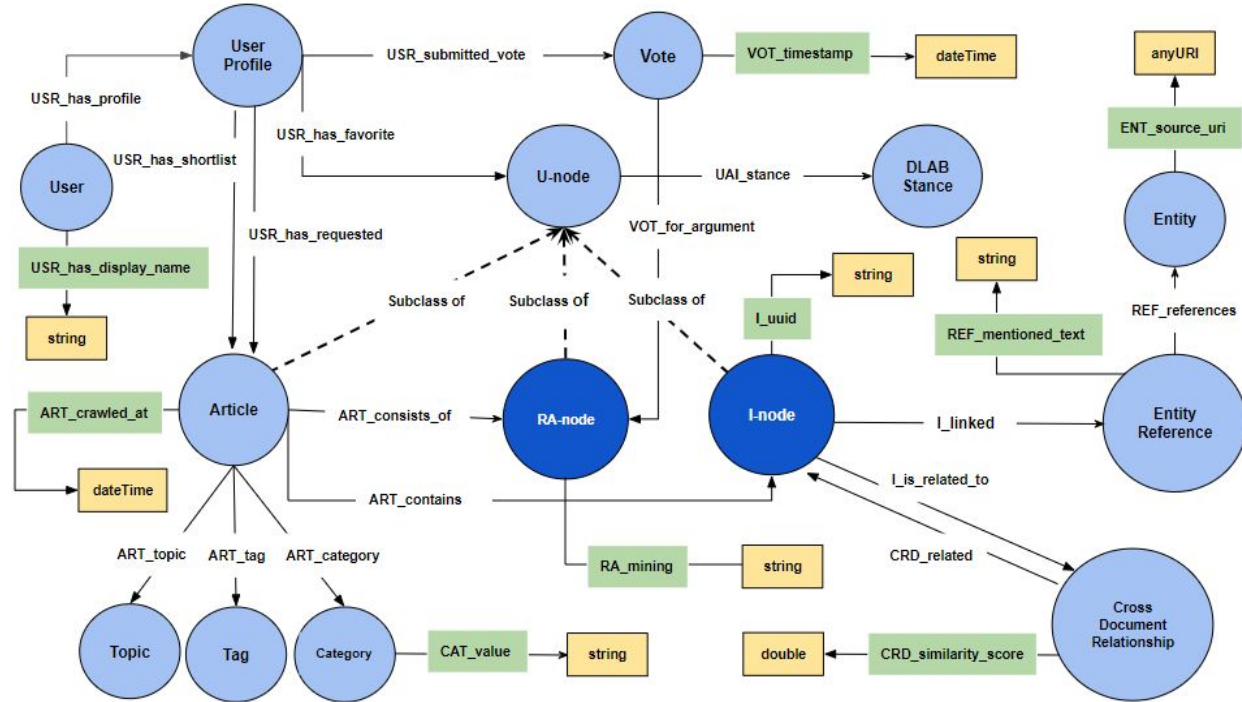 User
Profile
USR_submitted_vote
Vote
VOT_timestamp
dateTime
anyURI
USR_has_profile
ENT_source_uri
USR_has_favorite
USR_has_shortlist
User
U-node
UAI_stance
DLAB
Stance
Entity
VOT_for_argument
USR_has_requested
USR_has_display_name
string
string
Subclass of
Subclass of
Subclass of
I_uuid
REF_references
string
REF_mentioned_text
ART_crawled_at
Article
ART_consists_of
RA-node
I-node
I_linked
Entity
Reference
dateTime
ART_contains
I_is_related_to
ART_topic
ART_tag
ART_category
CRD_related
RA_mining
string
Topic
Tag
Category
CAT_value
string
double
CRD_similarity_score
Cross
Document
Relationship